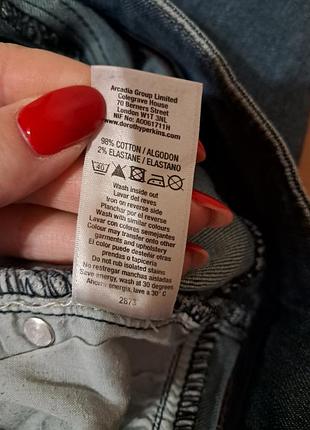 Arcadia Group Limited
Colegrave House
70 Berners Street
London W1T 3NL
NIF No: A0061711H
www.dorothyperkins.com
98% COTTON / ALGODON
2% ELASTANE / ELASTANO
40
Wash inside out
Lavar del reves
Iron on reverse side
Planchar por el reverso
Wash with similar colours
Lavar con colores semejantes
Colour may transfer onto other
garments and upholstery
El color puede destenir otras
prendas o tapiceria
Do not rub isolated stains
No restregar manchas aisladas
Save energy, wash at 30 degrees
Ahorre energia, lave a 30° C
2873